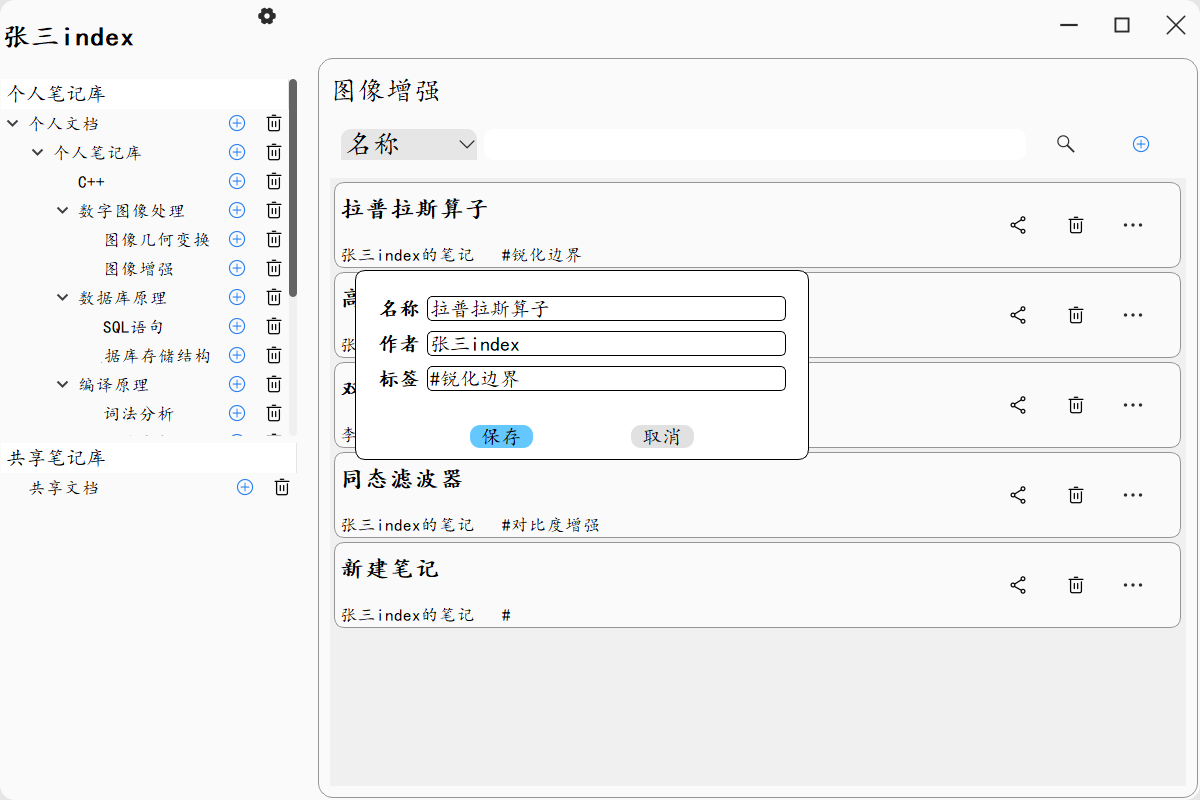 张三index
个人笔记库
个人文档
个人笔记库
C++
数字图像处理
图像几何变换
图像增强
数据库原理
SQL语句
据库存储结构
编译原理
词法分析
共享笔记库
共享文档
图像增强
名称
拉普拉斯算子
张三index的笔记 #锐化边界
高
张
双
李
名称 拉普拉斯算子
作者 张三index
标签 #锐化边界
保存 取消
同态滤波器
张三index的笔记 #对比度增强
新建笔记
张三index的笔记 #